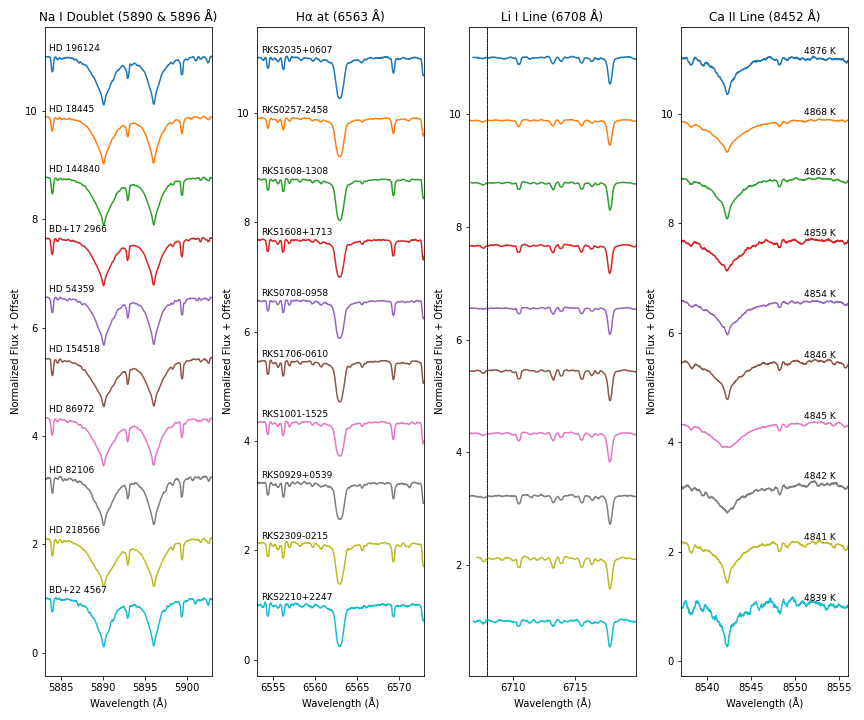 Na I Doublet (5890 & 5896 Å)
Hα at (6563 Å)
Li I Line (6708 Å)
Ca II Line (8452 Å)
HD 196124
HD 18445
HD 144840
BD+17 2966
HD 54359
HD 154518
HD 86972
HD 82106
HD 218566
BD+22 4567
RKS2035+0607
RKS0257-2458
RKS1608-1308
RKS1608+1713
RKS0708-0958
RKS1706-0610
RKS1001-1525
RKS0929+0539
RKS2309-0215
RKS2210+2247
4876 K
4868 K
4862 K
4859 K
4854 K
4846 K
4845 K
4842 K
4841 K
4839 K
Normalized Flux + Offset
10
8
6
4
2
0
5885 5890 5895 5900
Wavelength (Å)
Normalized Flux + Offset
10
8
6
4
2
0
6555 6560 6565 6570
Wavelength (Å)
Normalized Flux + Offset
10
8
6
4
2
6710 6715
Wavelength (Å)
Normalized Flux + Offset
10
8
6
4
2
0
8540 8545 8550 8555
Wavelength (Å)